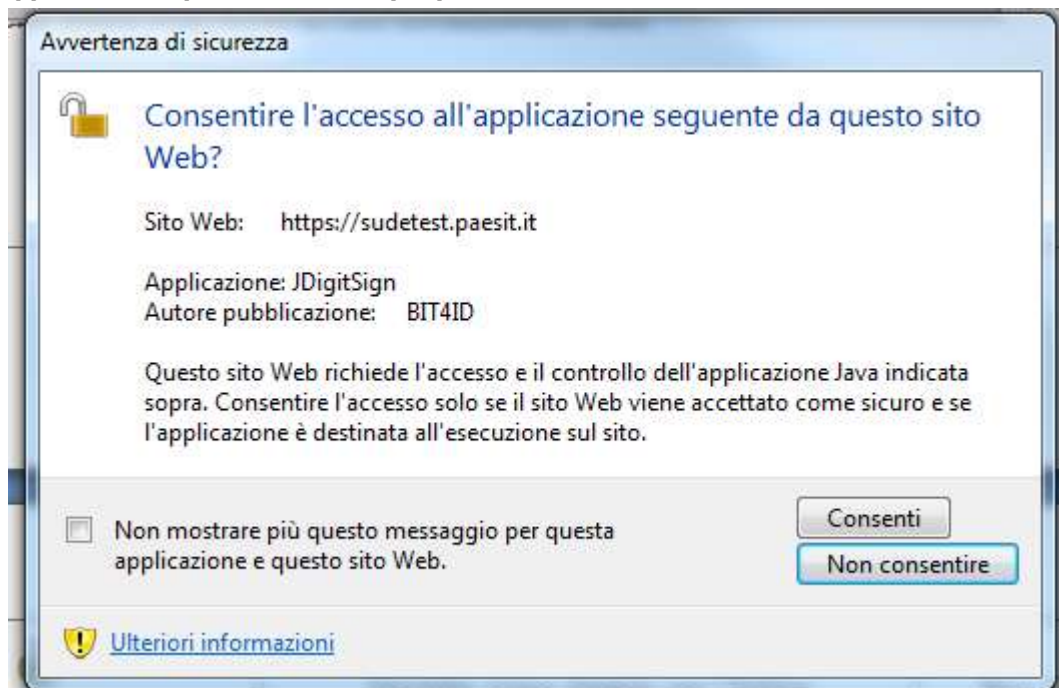 Avvertenza di sicurezza
Consentire l'accesso all'applicazione seguente da questo sito
Web?
Sito Web: https://sudetest.paesit.it
Applicazione: JDigitSign
Autore pubblicazione: BIT4ID
Questo sito Web richiede l'accesso e il controllo dell'applicazione Java indicata
sopra. Consentire l'accesso solo se il sito Web viene accettato come sicuro e se
l'applicazione è destinata all'esecuzione sul sito.
Non mostrare più questo messaggio per questa
applicazione e questo sito Web.
Consenti
Non consentire
Ulteriori informazioni